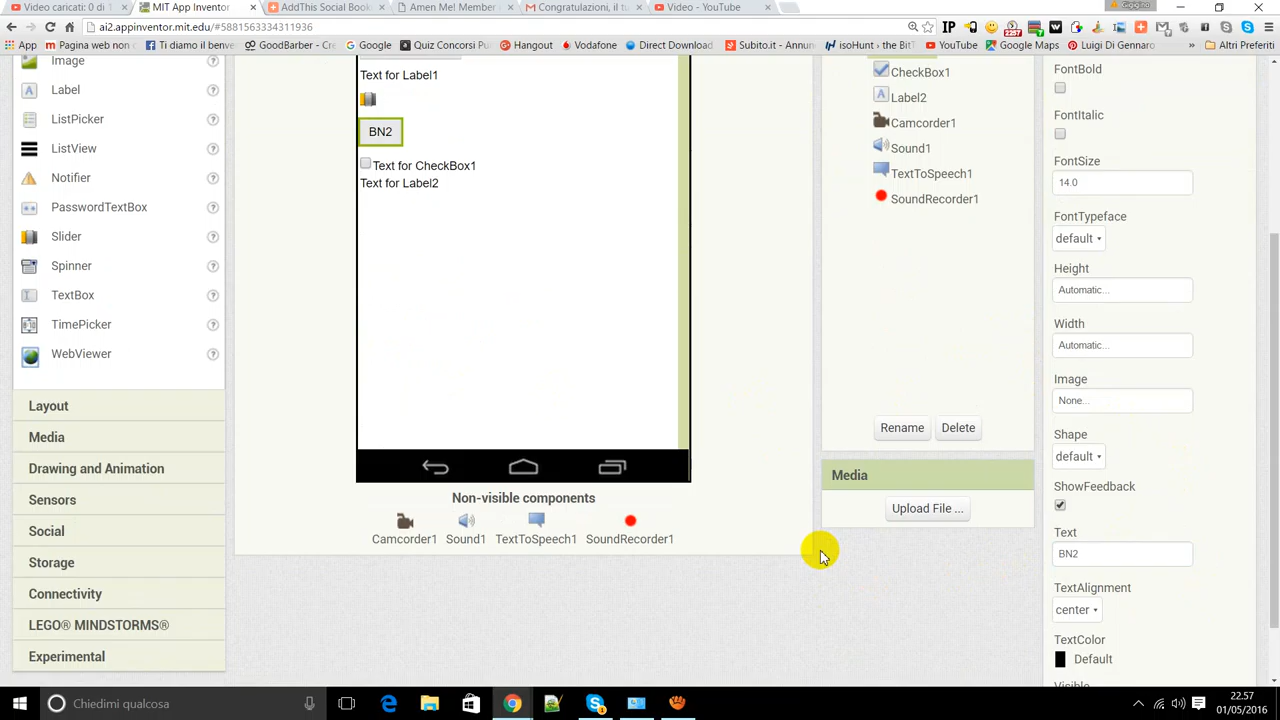 Video caricati: 0 di 1
MIT App Inventor
AddThis Social Book
Amen Me! Member
Congratulazioni, il tu
Video - YouTube
ai2.appinventor.mit.edu/#5881563334311936
IP
2257
App
Pagina web non d
Ti diamo il benve
GoodBarber - Cre
Google
Quiz Concorsi Pul
Hangout
Vodafone
Direct Download
Subito.it - Annun
isoHunt › the BitT
YouTube
Google Maps
Luigi Di Gennaro
Altri Preferiti
Image
Label
ListPicker
ListView
Notifier
PasswordTextBox
Slider
Spinner
TextBox
TimePicker
WebViewer
Layout
Media
Drawing and Animation
Sensors
Social
Storage
Connectivity
LEGO® MINDSTORMS®
Experimental
Text for Label1
BN2
Text for CheckBox1
Text for Label2
Non-visible components
Camcorder1
Sound1
TextToSpeech1
SoundRecorder1
CheckBox1
Label2
Camcorder1
Sound1
TextToSpeech1
SoundRecorder1
Rename
Delete
Media
Upload File ...
FontBold
FontItalic
FontSize
14.0
FontTypeface
default
Height
Automatic...
Width
Automatic...
Image
None...
Shape
default
ShowFeedback
Text
BN2
TextAlignment
center
TextColor
Default
Visible
Chiedimi qualcosa
22.57
01/05/2016